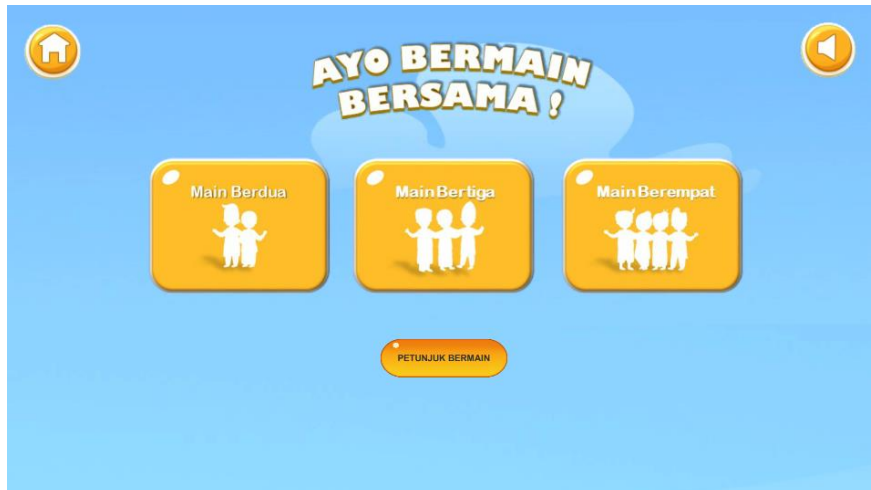 AYO BERMAIN
BERSAMA !
Main Berdua
Main Bertiga
Main Berempat
PETUNJUK BERMAIN